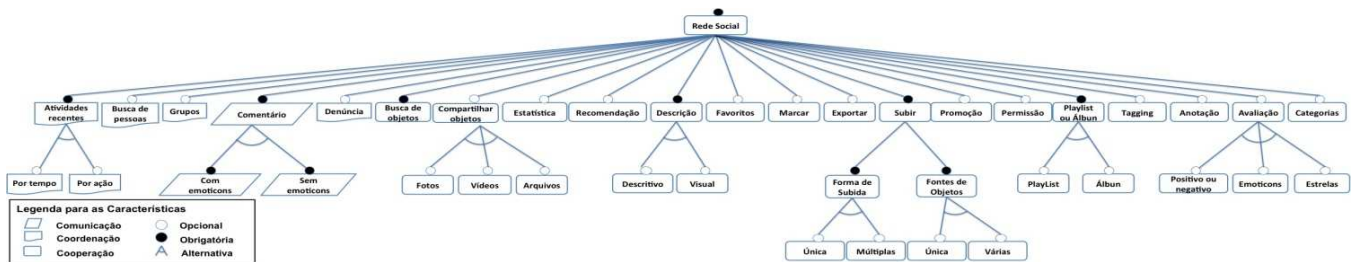 Rede Social
Atividades
recentes
Busca de
pessoas
Grupos
Comentário
Denúncia
Busca de
objetos
Compartilhar
objetos
Estatística
Recomendação
Descrição
Favoritos
Marcar
Exportar
Subir
Promoção
Permissão
Playlist
ou Álbun
Tagging
Anotação
Avaliação
Categorias
Por tempo
Por ação
Com
emoticons
Sem
emoticons
Fotos
Vídeos
Arquivos
Descritivo
Visual
Forma de
Subida
Fontes de
Objetos
PlayList
Álbun
Positivo ou
negativo
Emoticons
Estrelas
Única
Múltiplas
Única
Várias
Legenda para as Características
Comunicação
Opcional
Coordenação
Obrigatória
Cooperação
Alternativa